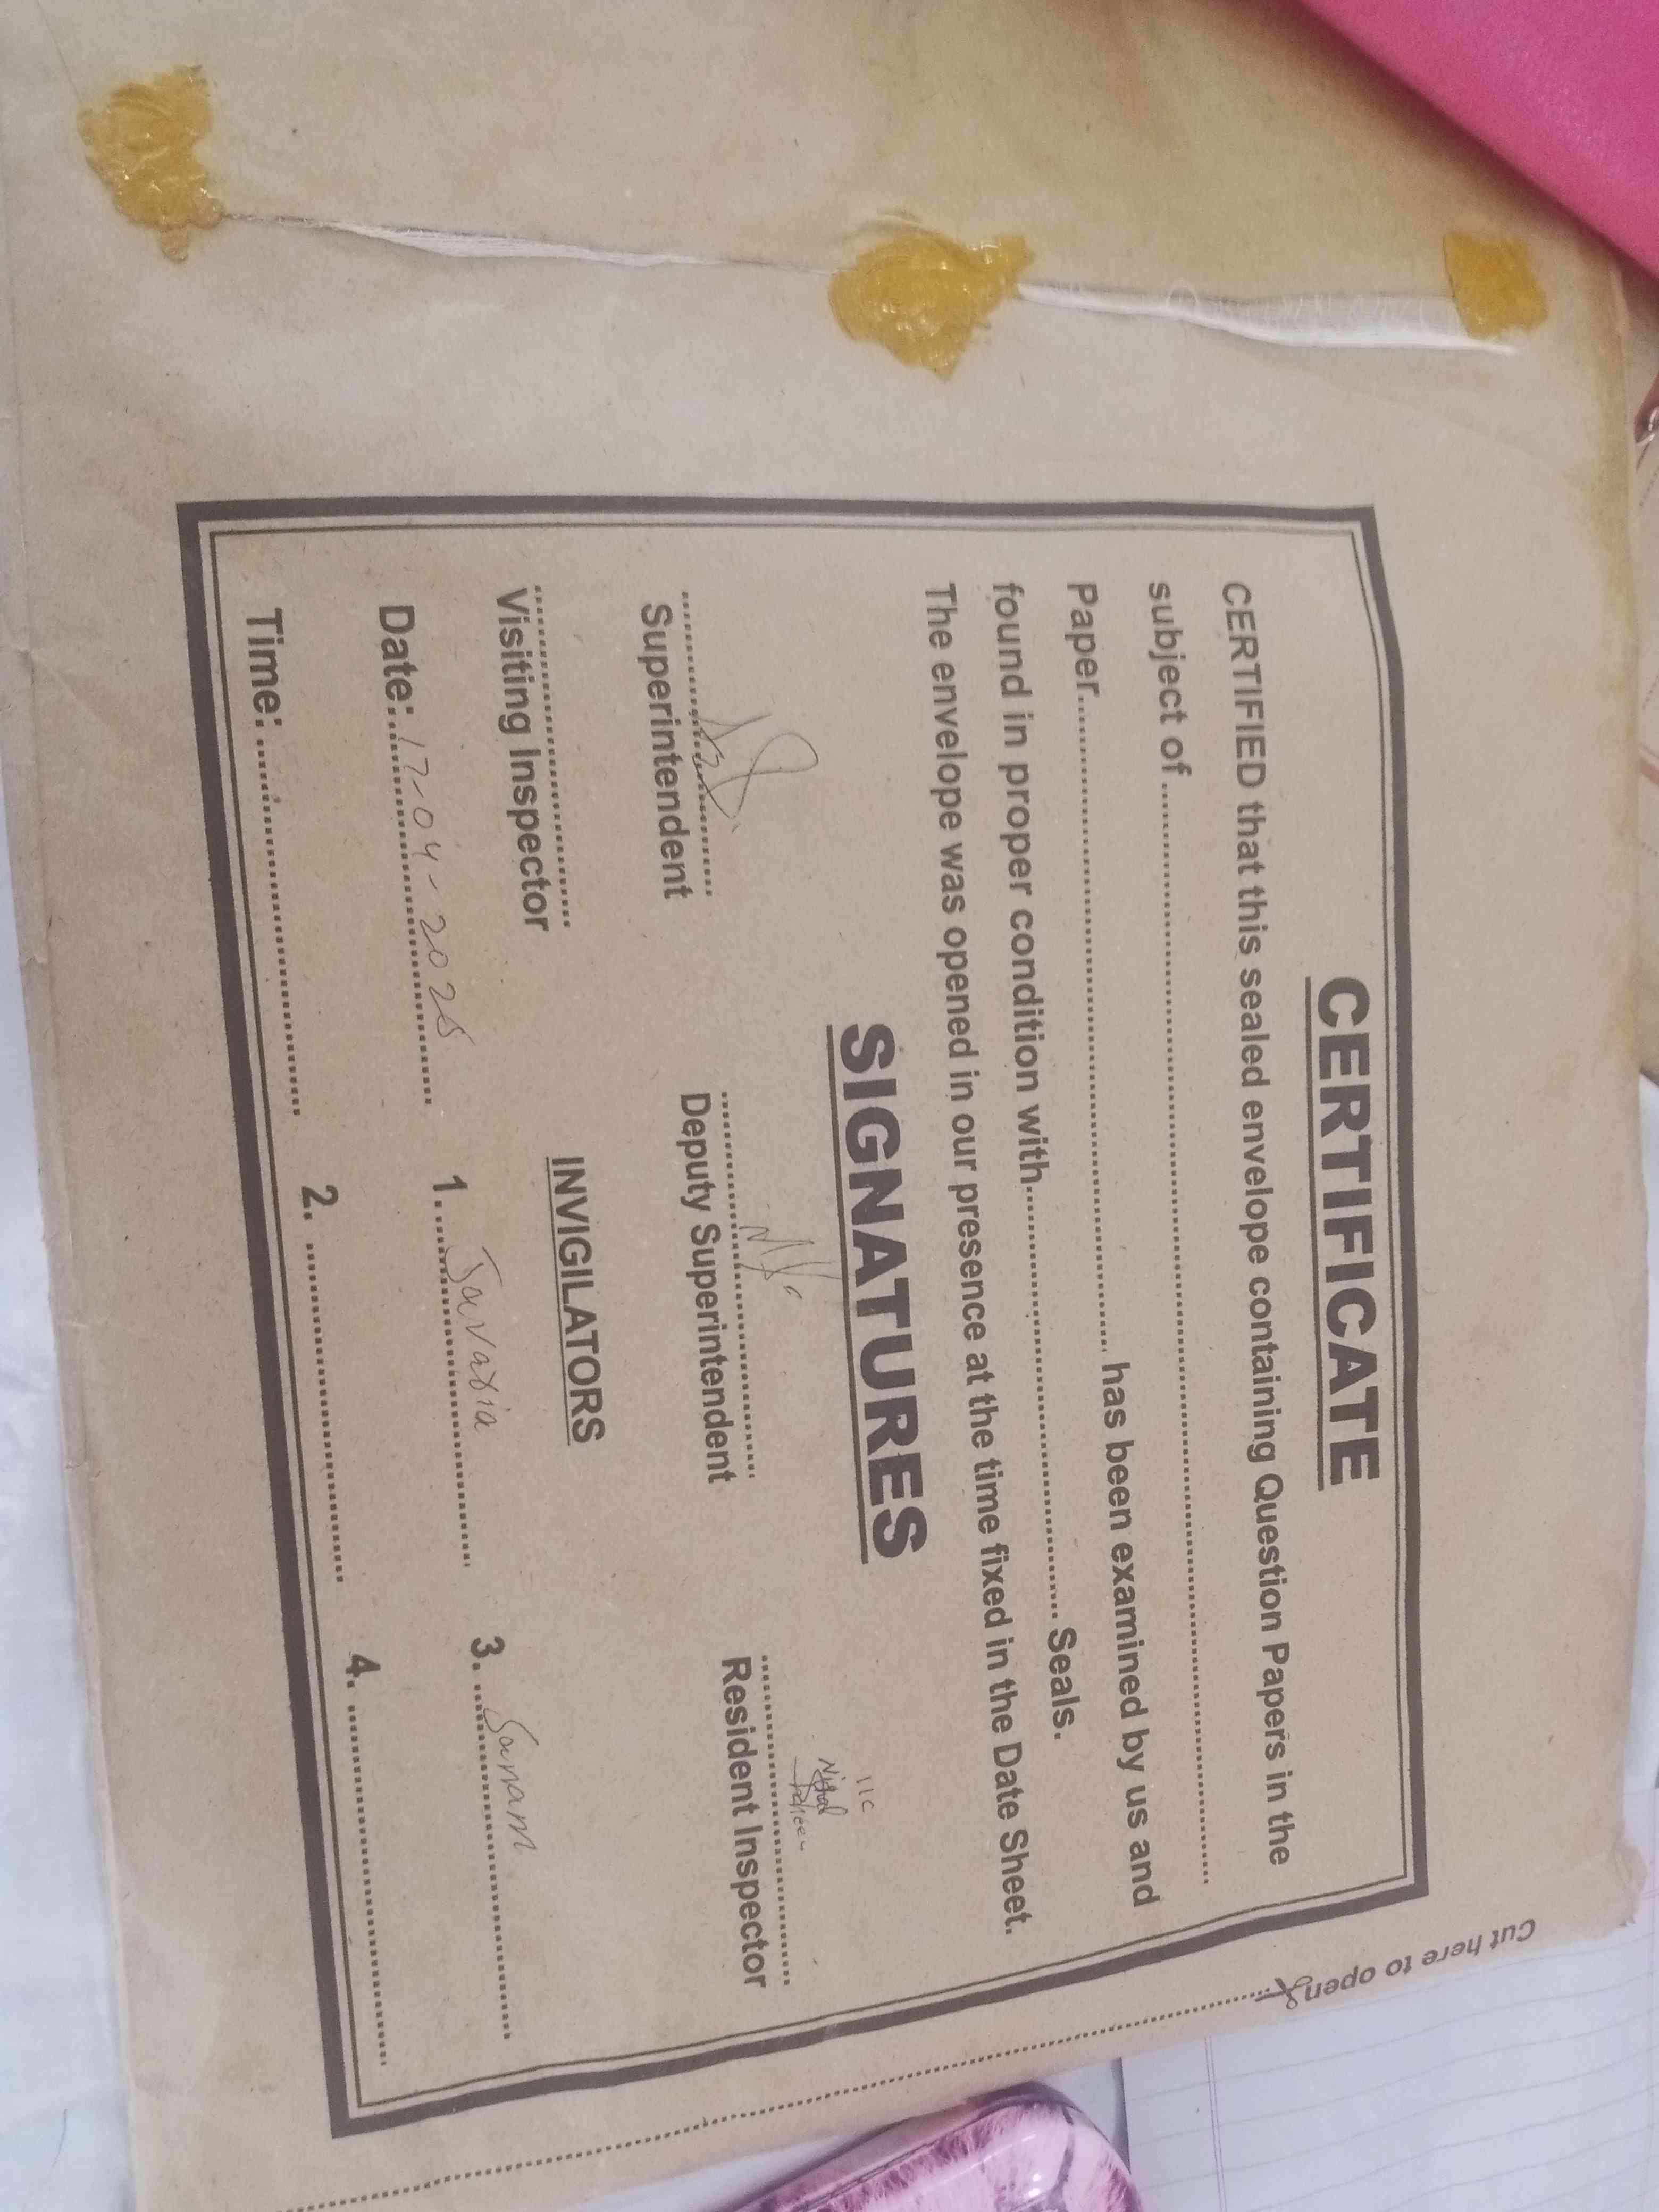 CERTIFICATE
CERTIFIED that this sealed envelope containing Question Papers in the
subject of ........................................
Paper........................................ has been examined by us and
found in proper condition with........................................ Seals.
The envelope was opened in our presence at the time fixed in the Date Sheet.
SIGNATURES
11C
Superintendent Deputy Superintendent Resident Inspector
Visiting Inspector INVIGILATORS
Date: 17-04-2025 1. Javaria 3. Sanam
Time: .............................. 2. .............................. 4. ..............................
Cut here to open